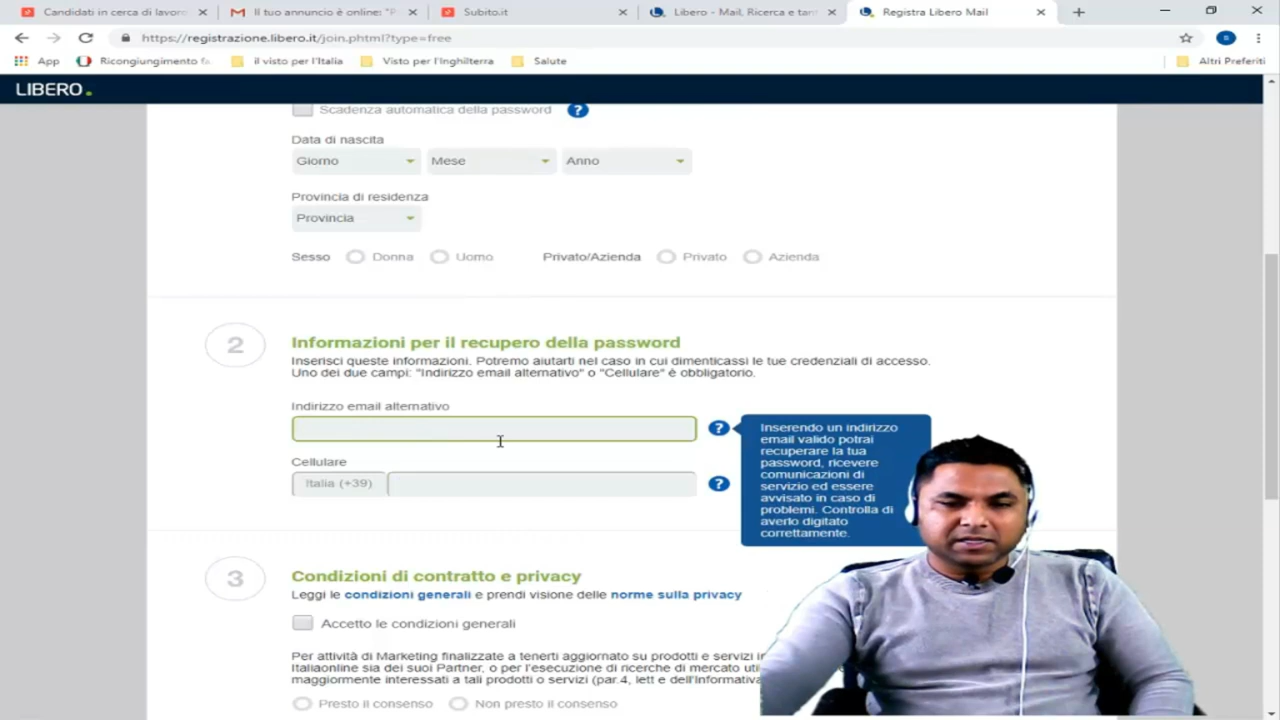 Candidati in cerca di lavoro
Il tuo annuncio è online: "P
Subito.it
Libero - Mail, Ricerca e tant
Registra Libero Mail
https://registrazione.libero.it/join.phtml?type=free
App
Ricongiungimento fa
il visto per l'Italia
Visto per l'Inghilterra
Salute
Altri Preferiti
LIBERO.
Scadenza automatica della password ?
Data di nascita
Giorno Mese Anno
Provincia di residenza
Provincia
Sesso Donna Uomo Privato/Azienda Privato Azienda
2
Informazioni per il recupero della password
Inserisci queste informazioni. Potremo aiutarti nel caso in cui dimenticassi le tue credenziali di accesso.
Uno dei due campi: "Indirizzo email alternativo" o "Cellulare" è obbligatorio.
Indirizzo email alternativo
?
Inserendo un indirizzo
email valido potrai
recuperare la tua
password, ricevere
comunicazioni di
servizio ed essere
avvisato in caso di
problemi. Controlla di
averlo digitato
correttamente.
Cellulare
Italia (+39) ?
3
Condizioni di contratto e privacy
Leggi le condizioni generali e prendi visione delle norme sulla privacy
Accetto le condizioni generali
Per attività di Marketing finalizzate a tenerti aggiornato su prodotti e servizi
Italiaonline sia dei suoi Partner, o per l'esecuzione di ricerche di mercato
maggiormente interessati a tali prodotti o servizi (par.4, lett e dell'Informativa
Presto il consenso Non presto il consenso